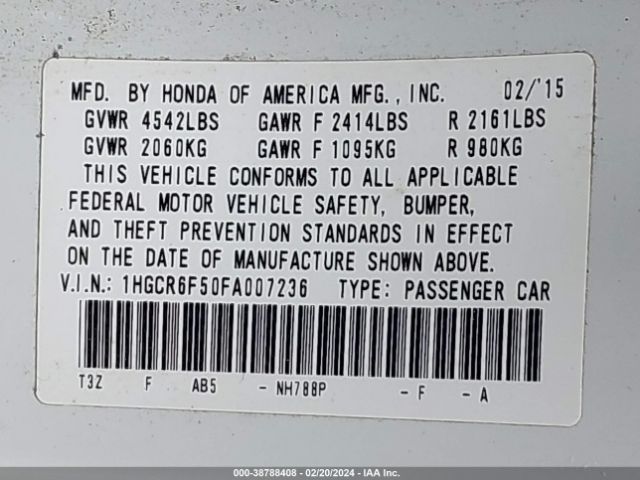 MFD. BY HONDA OF AMERICA MFG., INC. 02/'15
GVWR 4542LBS GAWR F 2414LBS R 2161LBS
GVWR 2060KG GAWR F 1095KG R 980KG
THIS VEHICLE CONFORMS TO ALL APPLICABLE
FEDERAL MOTOR VEHICLE SAFETY, BUMPER,
AND THEFT PREVENTION STANDARDS IN EFFECT
ON THE DATE OF MANUFACTURE SHOWN ABOVE.
V.I.N.: 1HGCR6F50FA007236 TYPE: PASSENGER CAR
T3Z F AB5 - NH788P - F - A
000-38788408 - 02/20/2024 - IAA Inc.